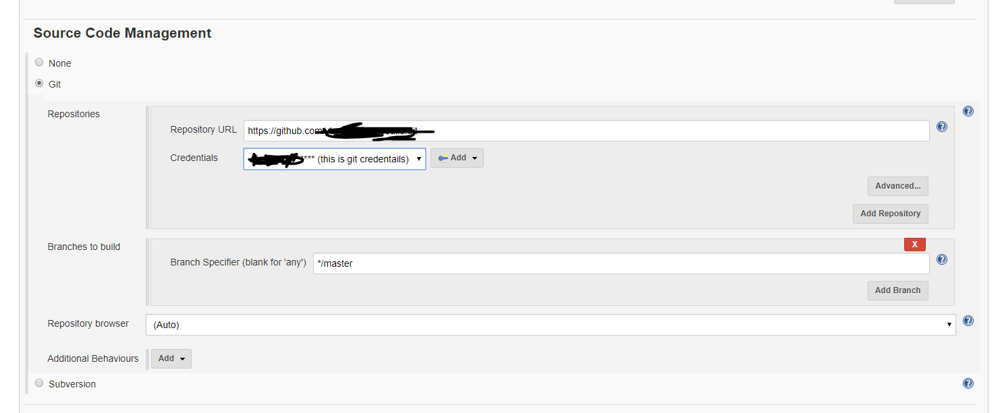 Source Code Management
None
Git
Repositories
Repository URL https://github.com
Credentials **** (this is git credentails) Add
Advanced...
Add Repository
Branches to build X
Branch Specifier (blank for 'any') */master
Add Branch
Repository browser (Auto)
Additional Behaviours Add
Subversion